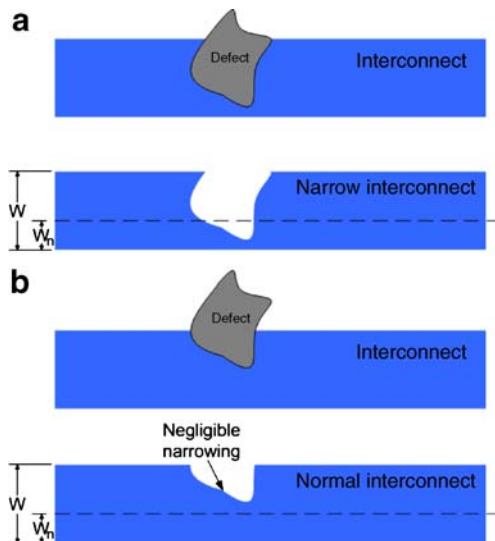 a
Defect
Interconnect
Narrow interconnect
W
Wn
b
Defect
Interconnect
Negligible
narrowing
Normal interconnect
W
Wn